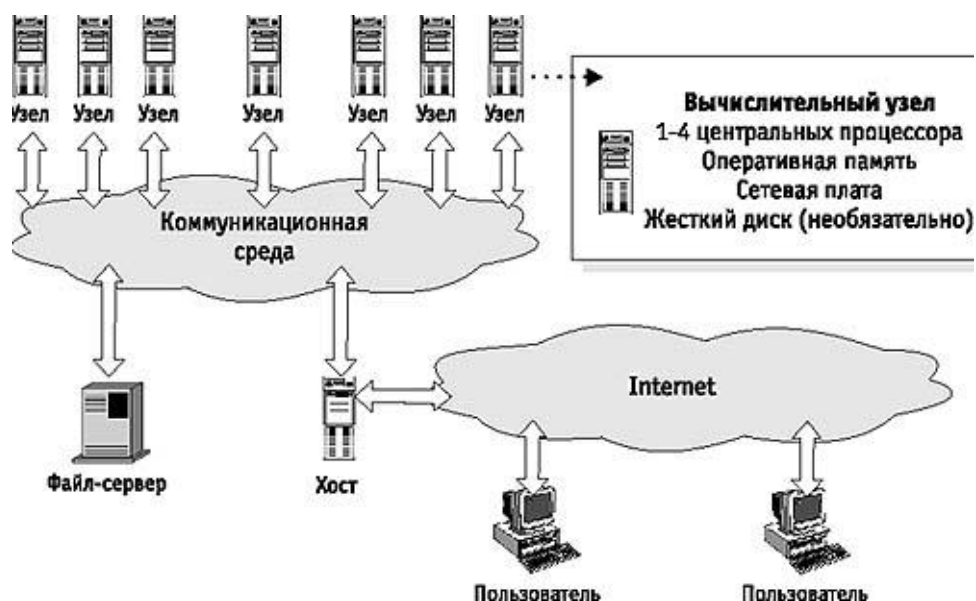 Узел Узел Узел Узел Узел Узел Узел
Вычислительный узел
1-4 центральных процессора
Оперативная память
Сетевая плата
Жесткий диск (необязательно)
Коммуникационная
среда
Internet
Файл-сервер
Хост
Пользователь
Пользователь